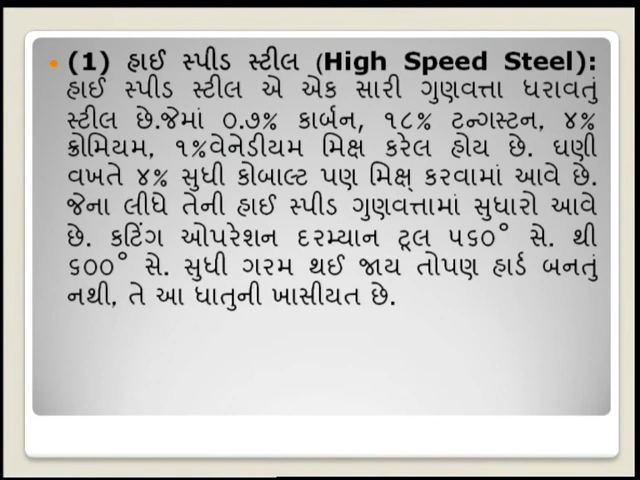 (1) હાઈ સ્પીડ સ્ટીલ (High Speed Steel):
હાઈ સ્પીડ સ્ટીલ એ એક સારી ગુણવત્તા ધરાવતું
સ્ટીલ છે.જેમાં ૦.૭% કાર્બન, ૧૮% ટન્ગસ્ટન, ૪%
ક્રોમિયમ, ૧%વેનેડીયમ મિક્ષ કરેલ હોય છે. ઘણી
વખતે ૪% સુધી કોબાલ્ટ પણ મિક્ષ્ કરવામાં આવે છે.
જેના લીધે તેની હાઈ સ્પીડ ગુણવત્તામાં સુધારો આવે
છે. કટિંગ ઓપરેશન દરમ્યાન ટૂલ ૫૬૦° સે. થી
૬૦૦° સે. સુધી ગરમ થઈ જાય તોપણ હાર્ડ બનતું
નથી, તે આ ધાતુની ખાસીયત છે.